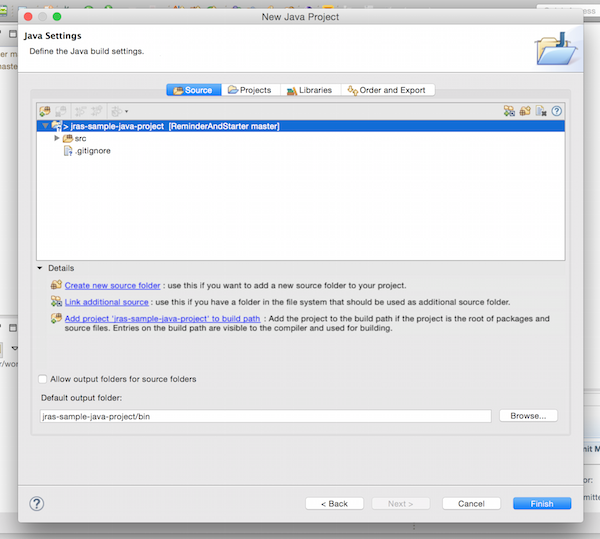 New Java Project
Java Settings
Define the Java build settings.
Source
Projects
Libraries
Order and Export
> jras-sample-java-project [ReminderAndStarter master]
src
.gitignore
Details
Create new source folder : use this if you want to add a new source folder to your project.
Link additional source : use this if you have a folder in the file system that should be used as additional source folder.
Add project 'jras-sample-java-project' to build path : Add the project to the build path if the project is the root of packages and
source files. Entries on the build path are visible to the compiler and used for building.
Allow output folders for source folders
Default output folder:
jras-sample-java-project/bin
Browse...
?
< Back
Next >
Cancel
Finish